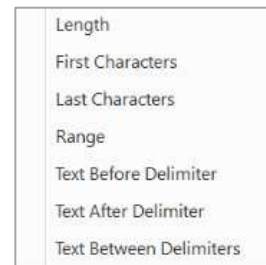 Length
First Characters
Last Characters
Range
Text Before Delimiter
Text After Delimiter
Text Between Delimiters